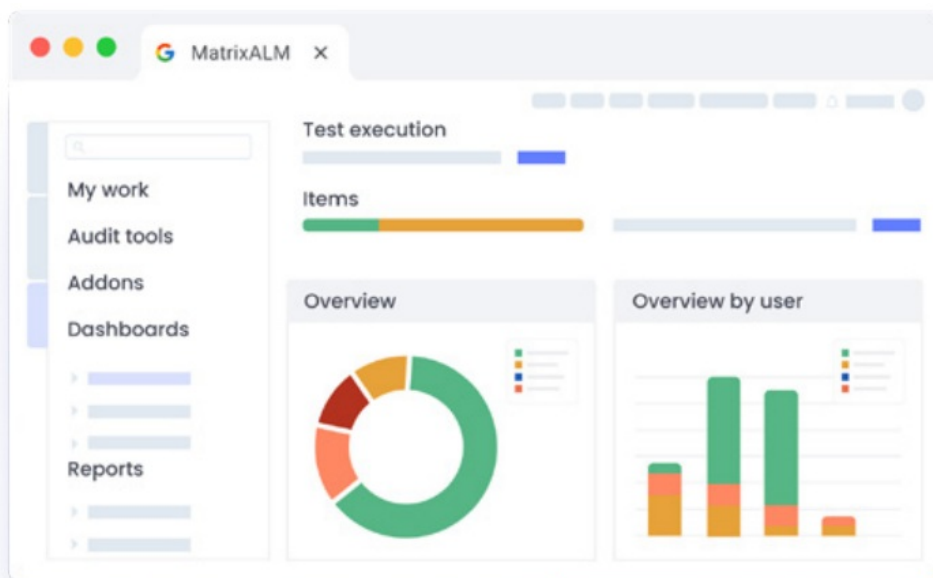 MatrixALM
Test execution
My work
Items
Audit tools
Addons
Dashboards
Reports
Overview
Overview by user